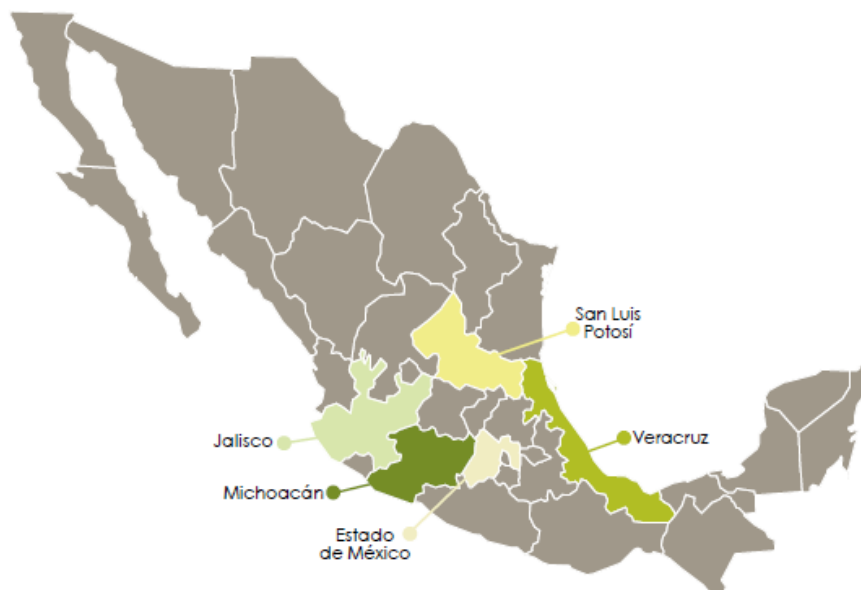 San Luis
Potosí
Jalisco
Veracruz
Michoacán
Estado
de México